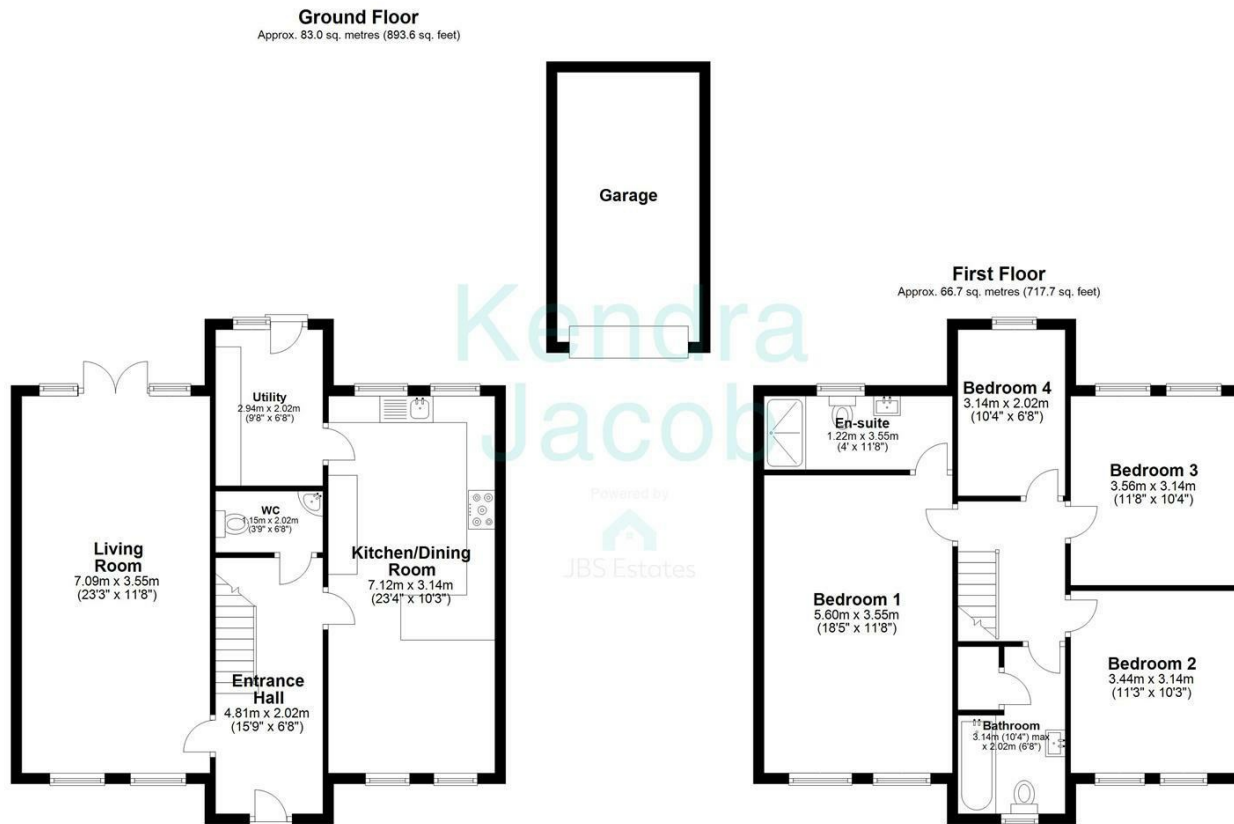 Ground Floor
Approx. 83.0 sq. metres (893.6 sq. feet)
Garage
First Floor
Approx. 66.7 sq. metres (717.7 sq. feet)
Kendra
Jacob
Powered by
JBS Estates
Utility
2.94m x 2.02m
(9'8" x 6'8")
WC
1.15m x 2.02m
(3'9" x 6'8")
Living
Room
7.09m x 3.55m
(23'3" x 11'8")
Kitchen/Dining
Room
7.12m x 3.14m
(23'4" x 10'3")
Entrance
Hall
4.81m x 2.02m
(15'9" x 6'8")
Bedroom 4
3.14m x 2.02m
(10'4" x 6'8")
En-suite
1.22m x 3.55m
(4' x 11'8")
Bedroom 3
3.56m x 3.14m
(11'8" x 10'4")
Bedroom 1
5.60m x 3.55m
(18'5" x 11'8")
Bedroom 2
3.44m x 3.14m
(11'3" x 10'3")
Bathroom
3.14m (10'4") max
x 2.02m (6'8")